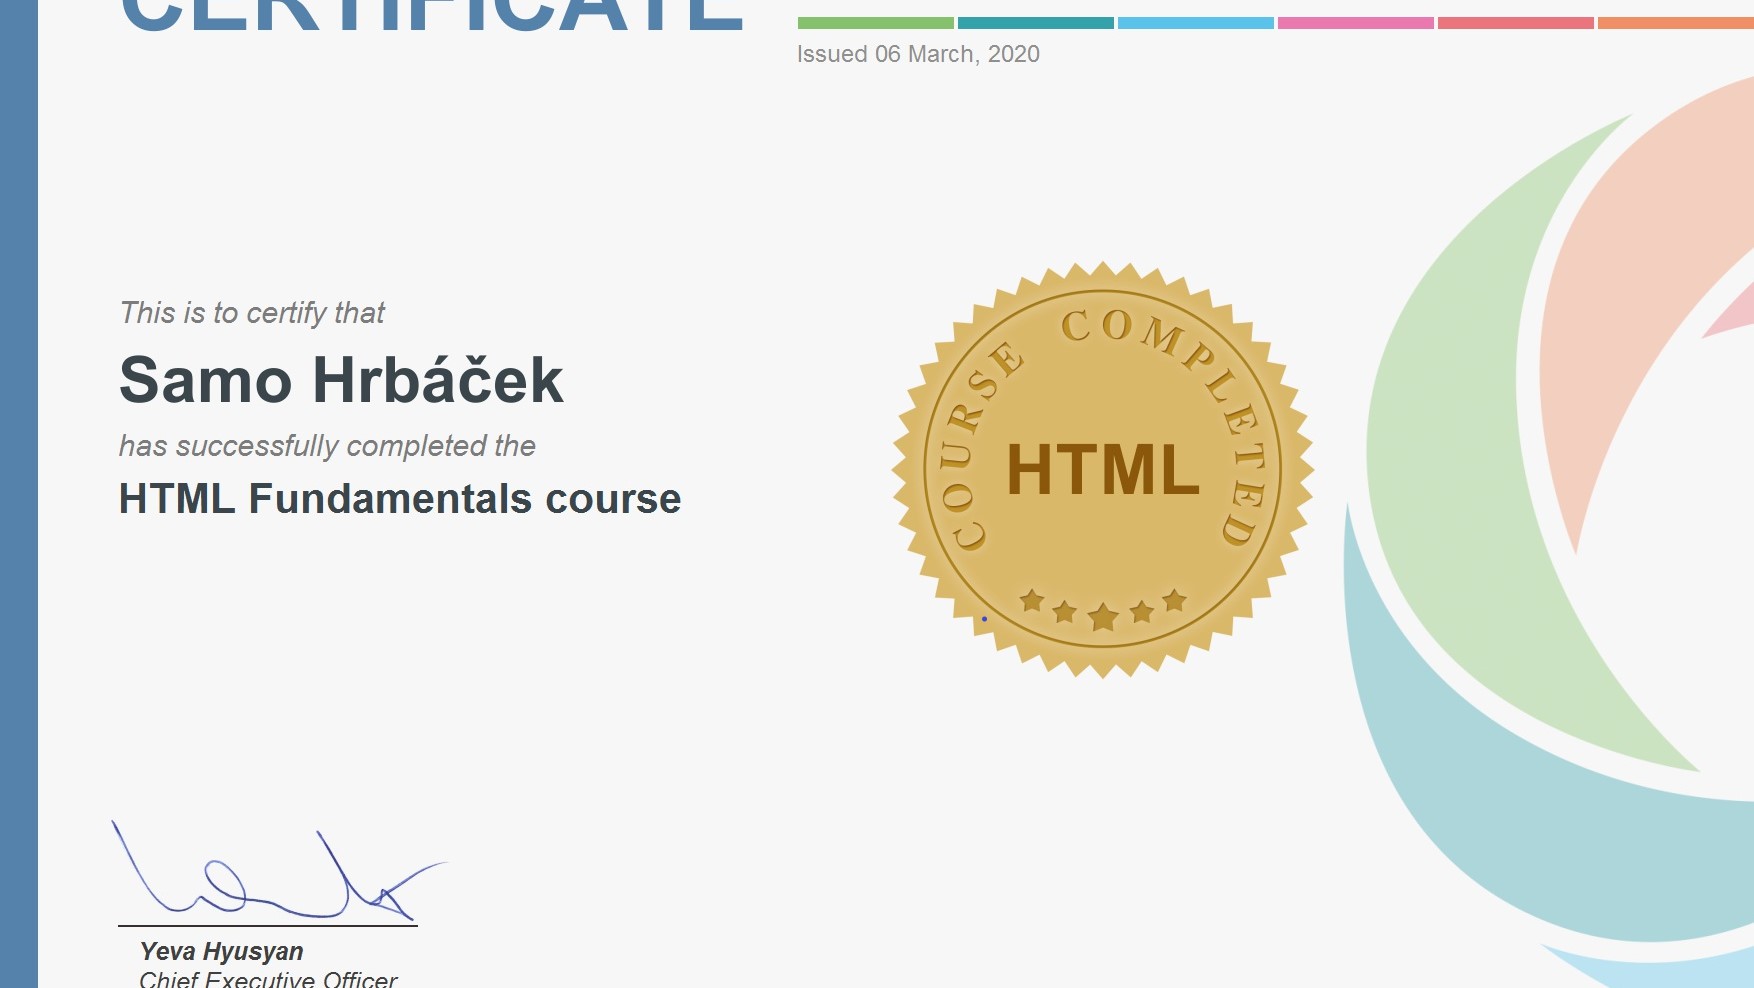 CERTIFICATE
Issued 06 March, 2020
This is to certify that
Samo Hrbáček
has successfully completed the
HTML Fundamentals course
COURSE COMPLETED
HTML
Yeva Hyusyan
Chief Executive Officer